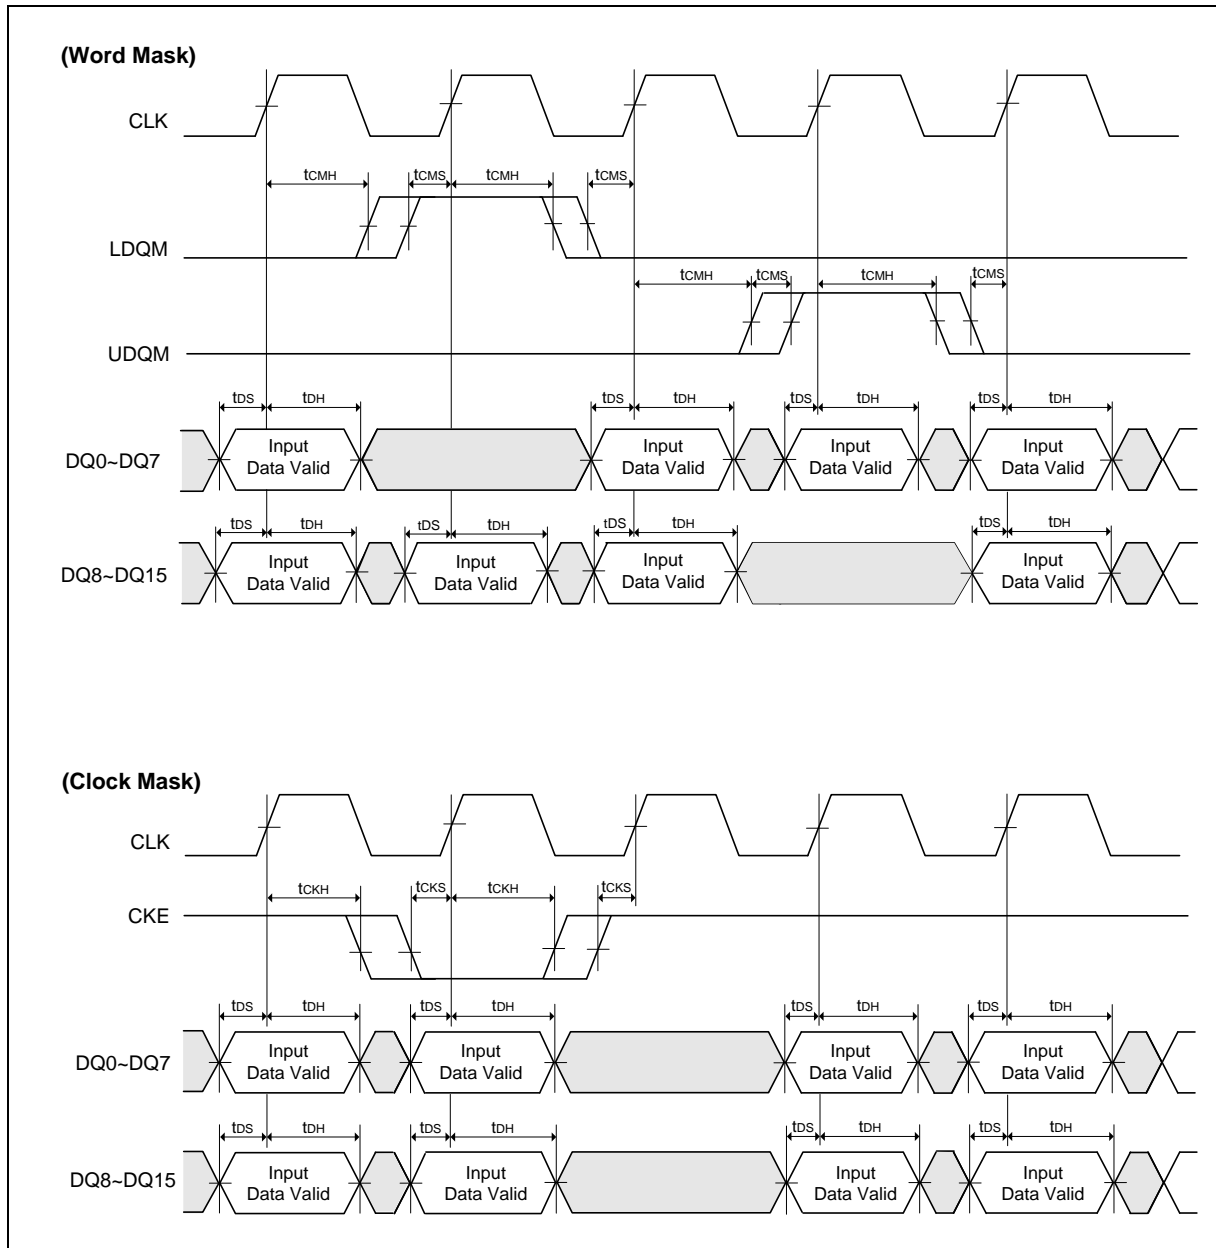 (Word Mask)
CLK
tCMH tCMS tCMH tCMS
LDQM
tCMH tCMS tCMH tCMS
UDQM
tDS tDH tDS tDH tDS tDH tDS tDH
DQ0~DQ7
Input Data Valid
Input Data Valid
Input Data Valid
Input Data Valid
tDS tDH tDS tDH tDS tDH tDS tDH
DQ8~DQ15
Input Data Valid
Input Data Valid
Input Data Valid
Input Data Valid
(Clock Mask)
CLK
tCKH tCKS tCKH tCKS
CKE
tDS tDH tDS tDH tDS tDH tDS tDH
DQ0~DQ7
Input Data Valid
Input Data Valid
Input Data Valid
Input Data Valid
tDS tDH tDS tDH tDS tDH tDS tDH
DQ8~DQ15
Input Data Valid
Input Data Valid
Input Data Valid
Input Data Valid